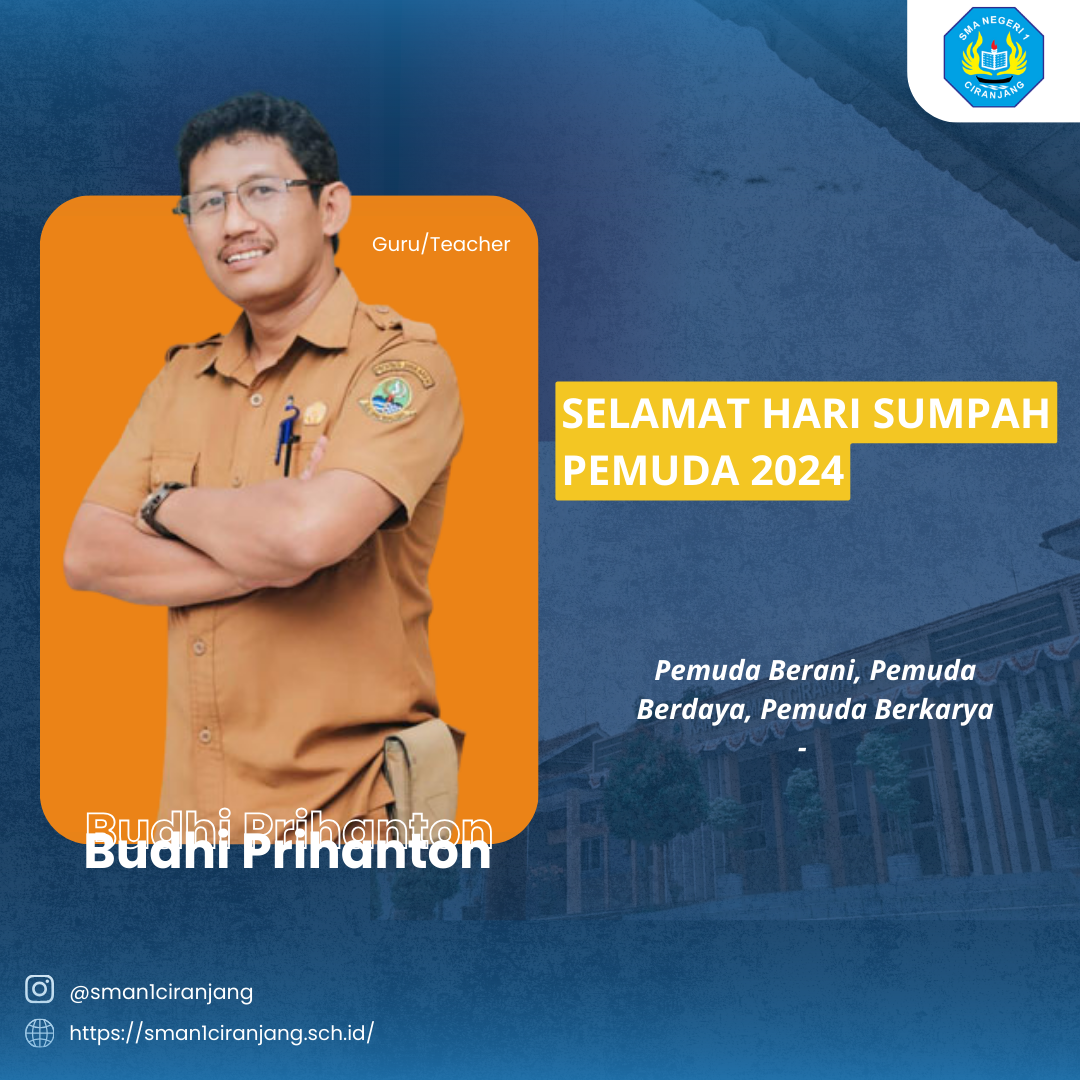 SMA NEGERI 1
CIRANJANG
Guru/Teacher
SELAMAT HARI SUMPAH
PEMUDA 2024
Pemuda Berani, Pemuda
Berdaya, Pemuda Berkarya
-
Budhi Prihanton
Budhi Prihanton
@sman1ciranjang
https://sman1ciranjang.sch.id/